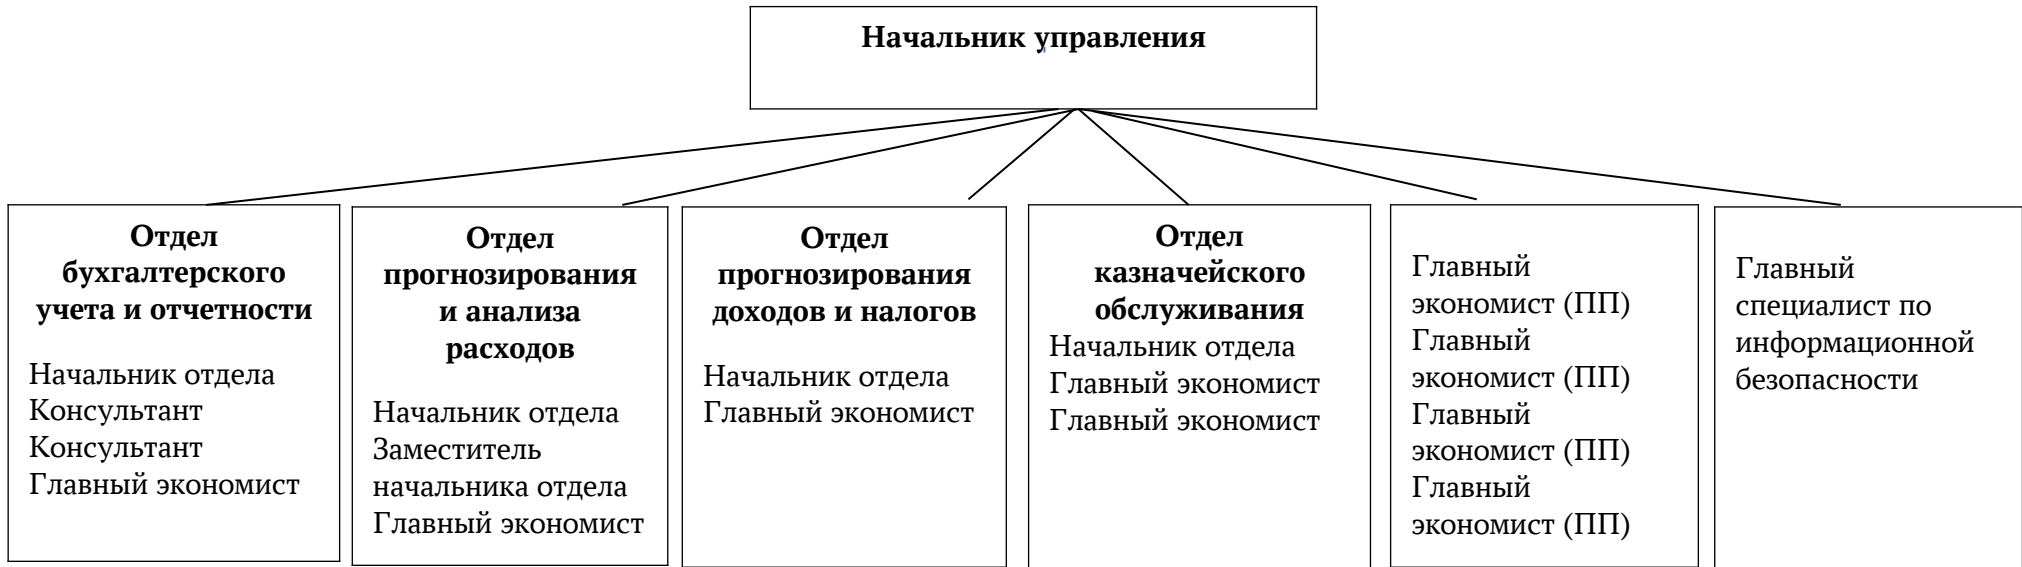 Начальник управления
Отдел
бухгалтерского
учета и отчетности
Начальник отдела
Консультант
Консультант
Главный экономист
Отдел
прогнозирования
и анализа
расходов
Начальник отдела
Заместитель
начальника отдела
Главный экономист
Отдел
прогнозирования
доходов и налогов
Начальник отдела
Главный экономист
Отдел
казначейского
обслуживания
Начальник отдела
Главный экономист
Главный экономист
Главный
экономист (ПП)
Главный
экономист (ПП)
Главный
экономист (ПП)
Главный
экономист (ПП)
Главный
специалист по
информационной
безопасности